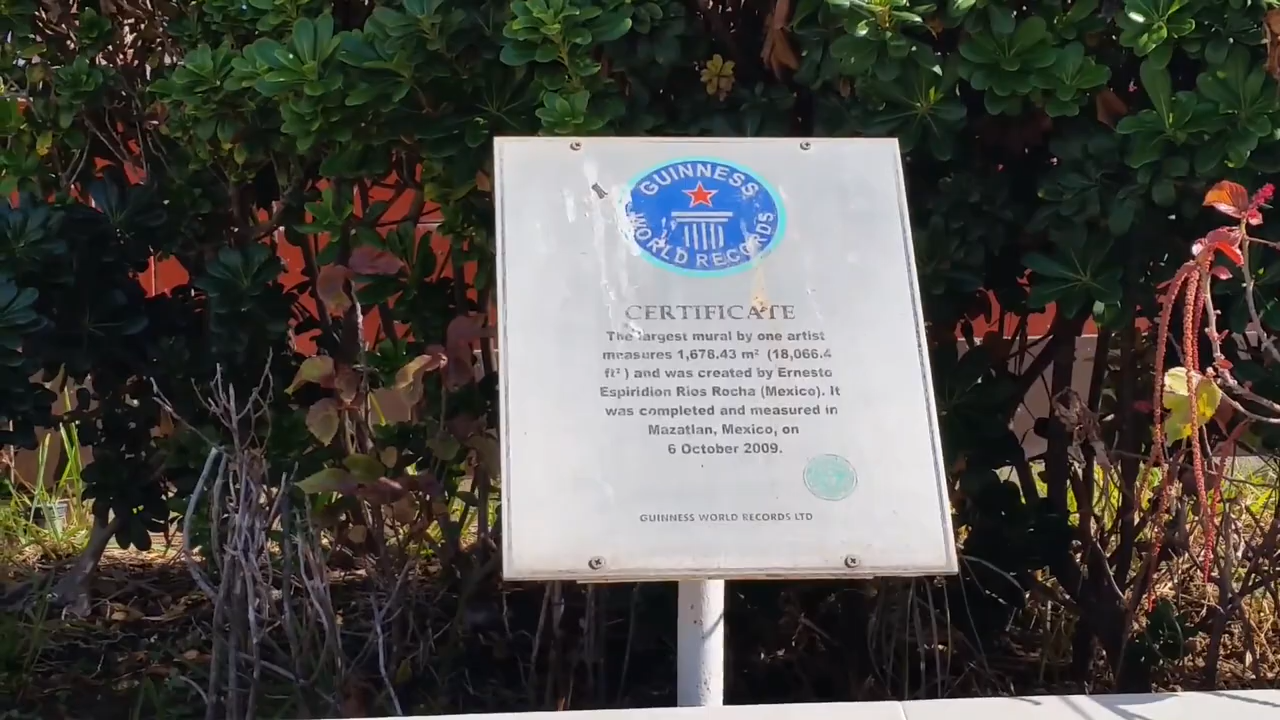 GUINNESS
WORLD RECORDS
CERTIFICATE
The largest mural by one artist
measures 1,678.43 m² (18,066.4
ft²) and was created by Ernesto
Espiridion Rios Rocha (Mexico). It
was completed and measured in
Mazatlan, Mexico, on
6 October 2009.
GUINNESS WORLD RECORDS LTD